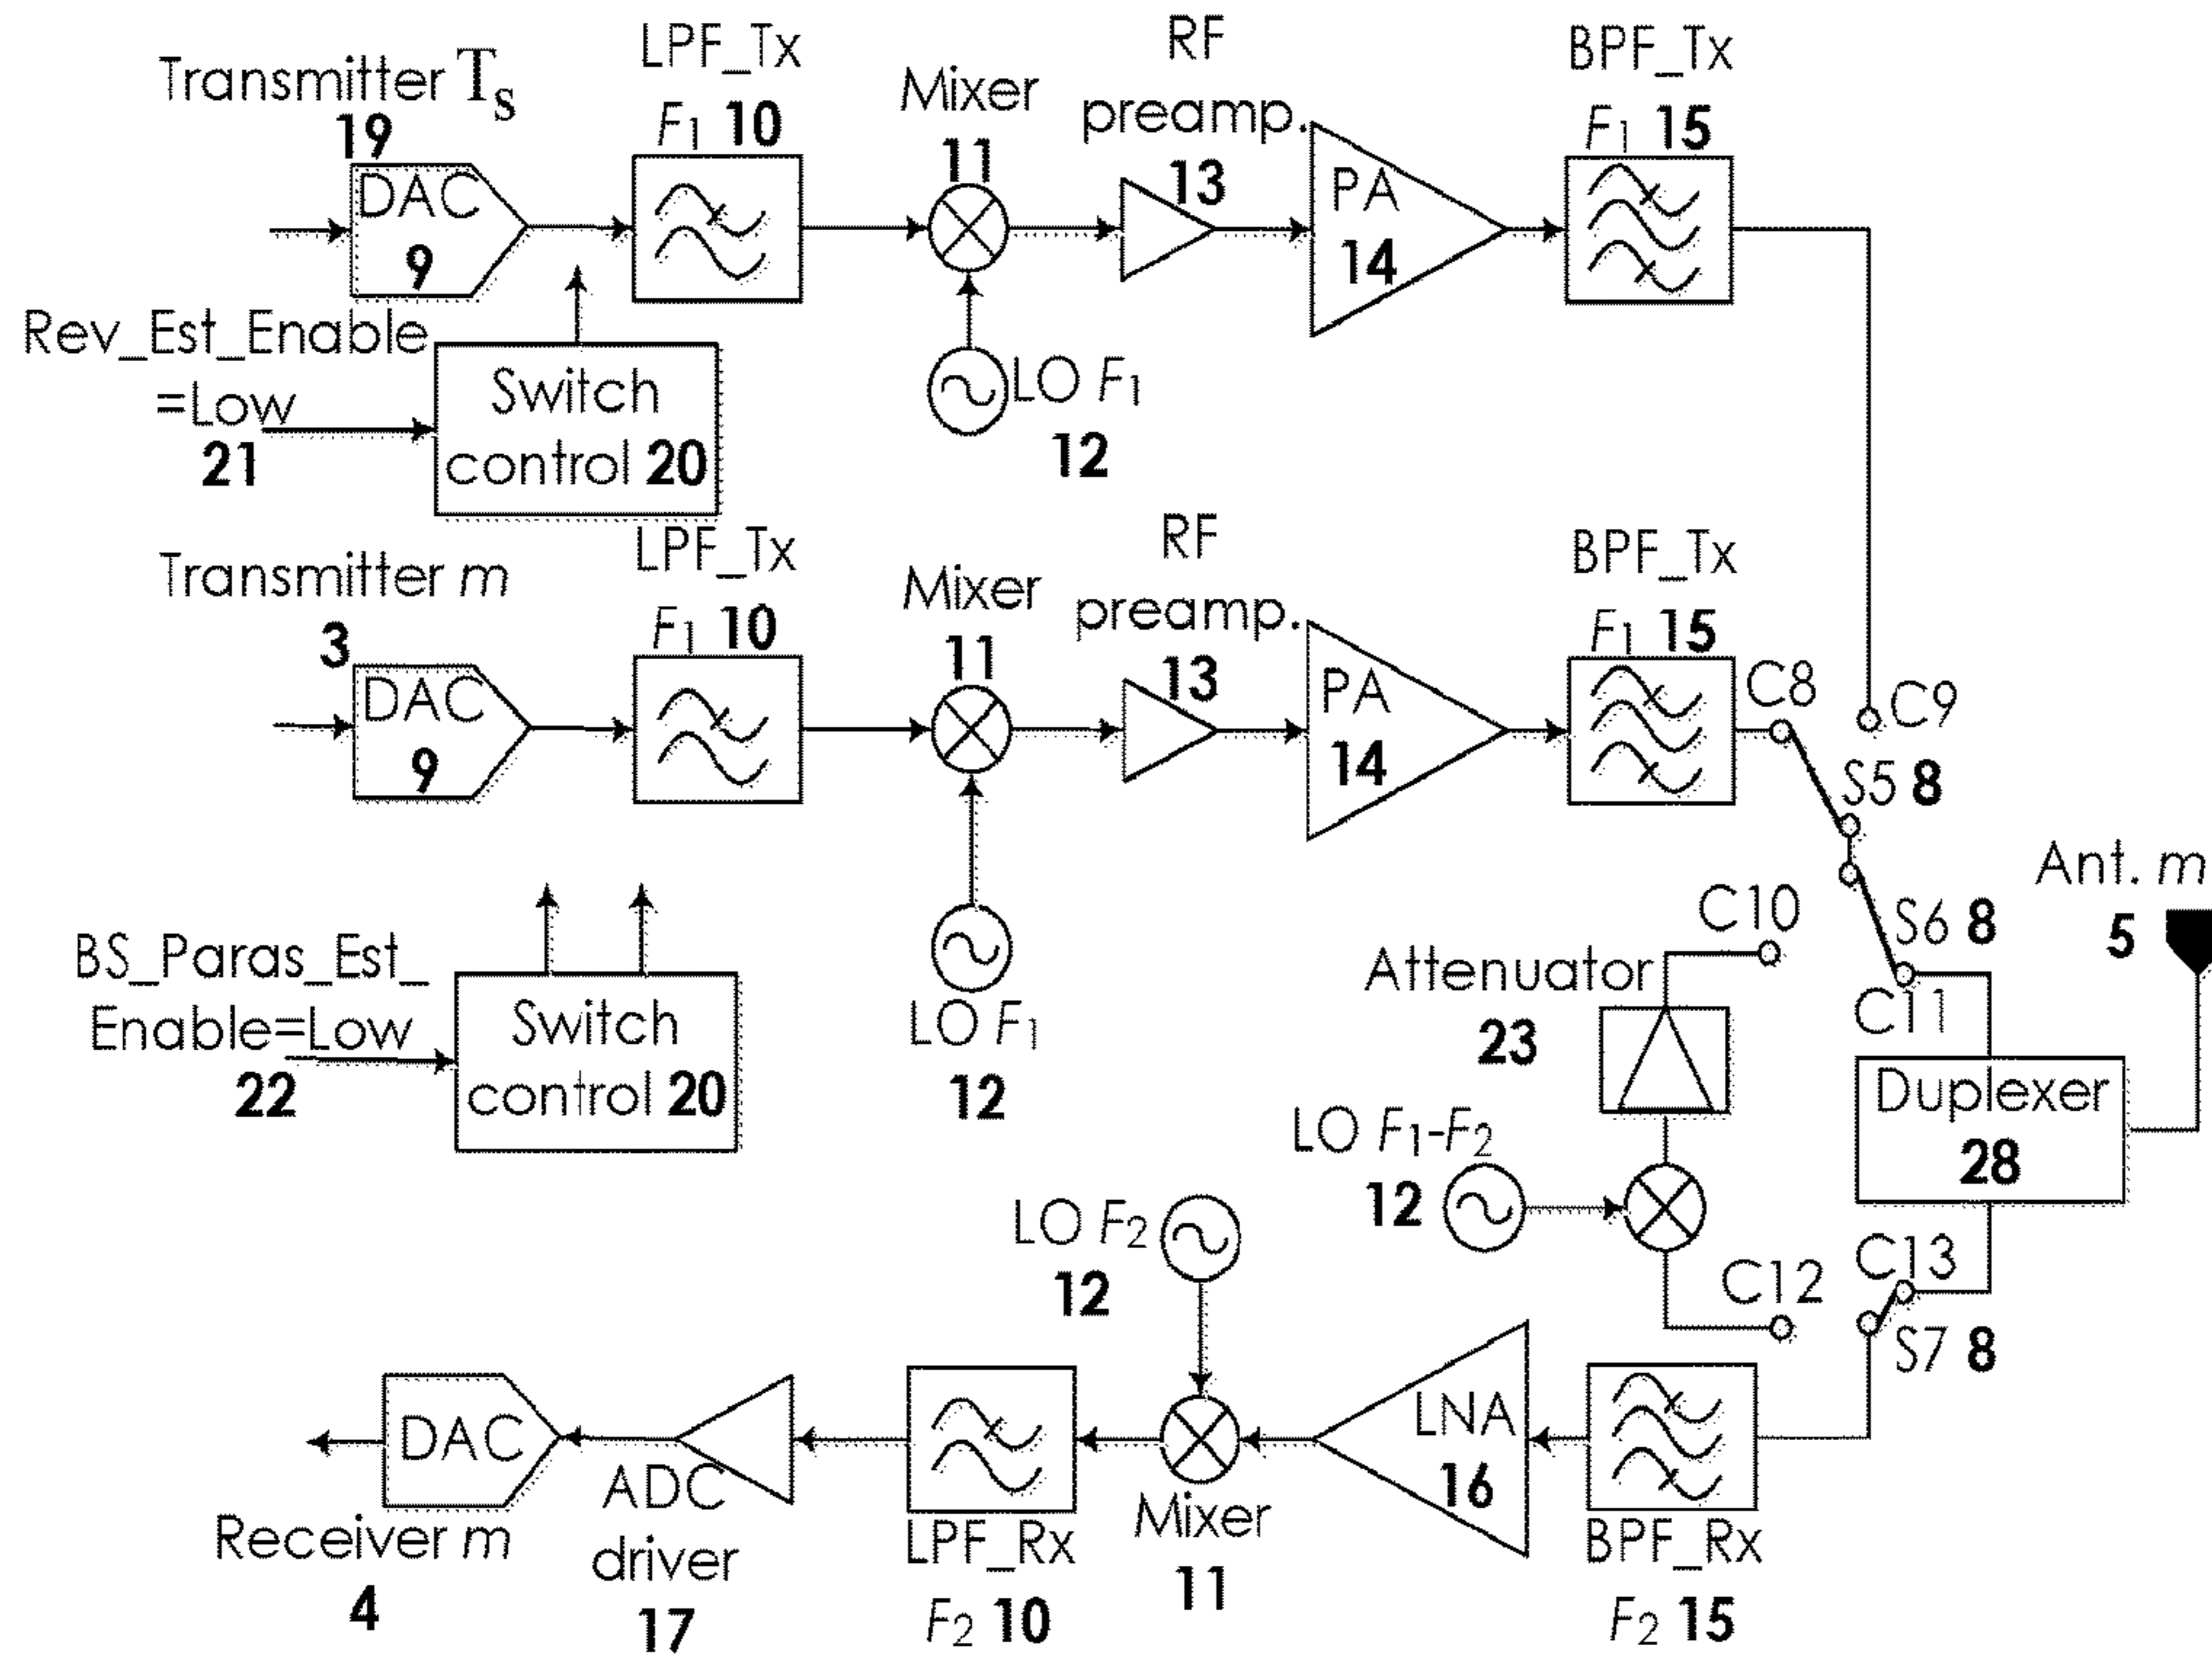 Transmitter Ts
19
LPF_Tx
F1 10
Mixer
11
RF
preamp.
13
BPF_Tx
F1 15
DAC
9
PA
14
Rev_Est_Enable
=Low
21
Switch
control 20
LO F1
12
Transmitter m
3
LPF_Tx
F1 10
Mixer
11
RF
preamp.
13
BPF_Tx
F1 15
DAC
9
PA
14
C8
C9
S5 8
BS_Paras_Est_
Enable=Low
22
Switch
control 20
LO F1
12
C10
S6 8
Ant. m
5
Attenuator
23
C11
Duplexer
28
LO F1-F2
12
LO F2
12
C12
C13
S7 8
DAC
Receiver m
4
ADC
driver
17
LPF_Rx
F2 10
Mixer
11
LNA
16
BPF_Rx
F2 15